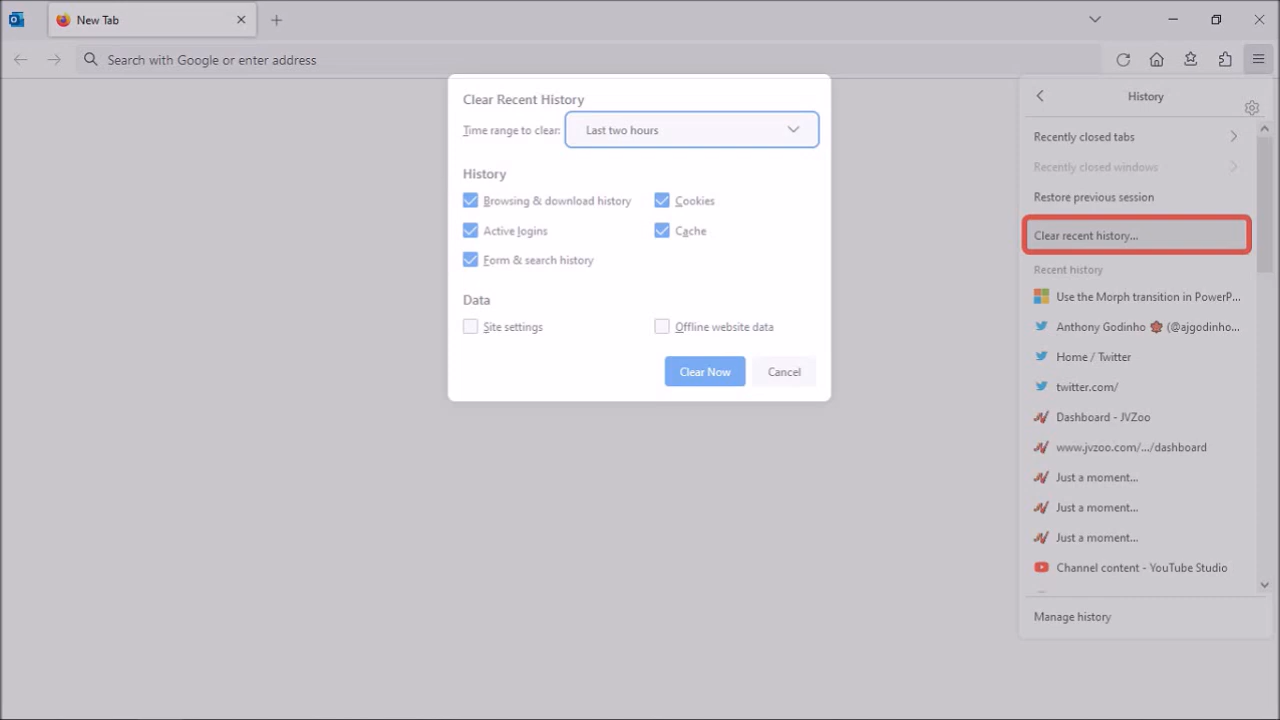 New Tab
Search with Google or enter address
Clear Recent History
Time range to clear: Last two hours
History
Browsing & download history
Cookies
Active logins
Cache
Form & search history
Data
Site settings
Offline website data
Clear Now
Cancel
History
Recently closed tabs
Recently closed windows
Restore previous session
Clear recent history...
Recent history
Use the Morph transition in PowerP...
Anthony Godinho 🍁 (@ajgodinho...
Home / Twitter
twitter.com/
Dashboard - JVZoo
www.jvzoo.com/.../dashboard
Just a moment...
Just a moment...
Just a moment...
Channel content - YouTube Studio
Manage history